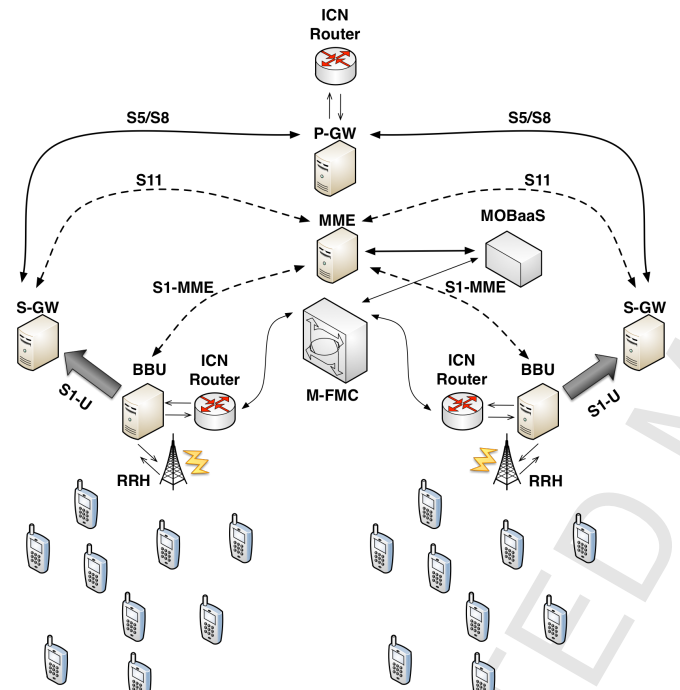 ICN
Router
S5/S8
S5/S8
P-GW
S11
S11
MME
MOBaaS
S1-MME
S1-MME
S-GW
S-GW
BBU
ICN
Router
M-FMC
ICN
Router
BBU
S1-U
S1-U
RRH
RRH